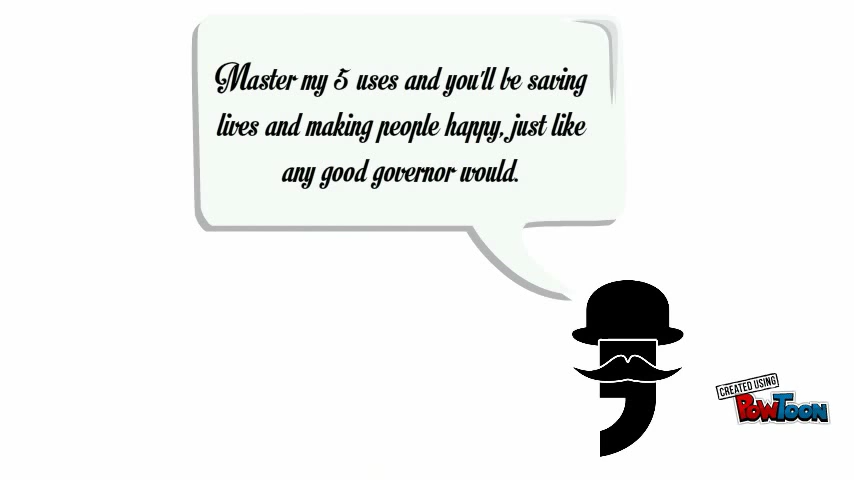 Master my 5 uses and you'll be saving
lives and making people happy, just like
any good governor would.
CREATED USING
POWTOON